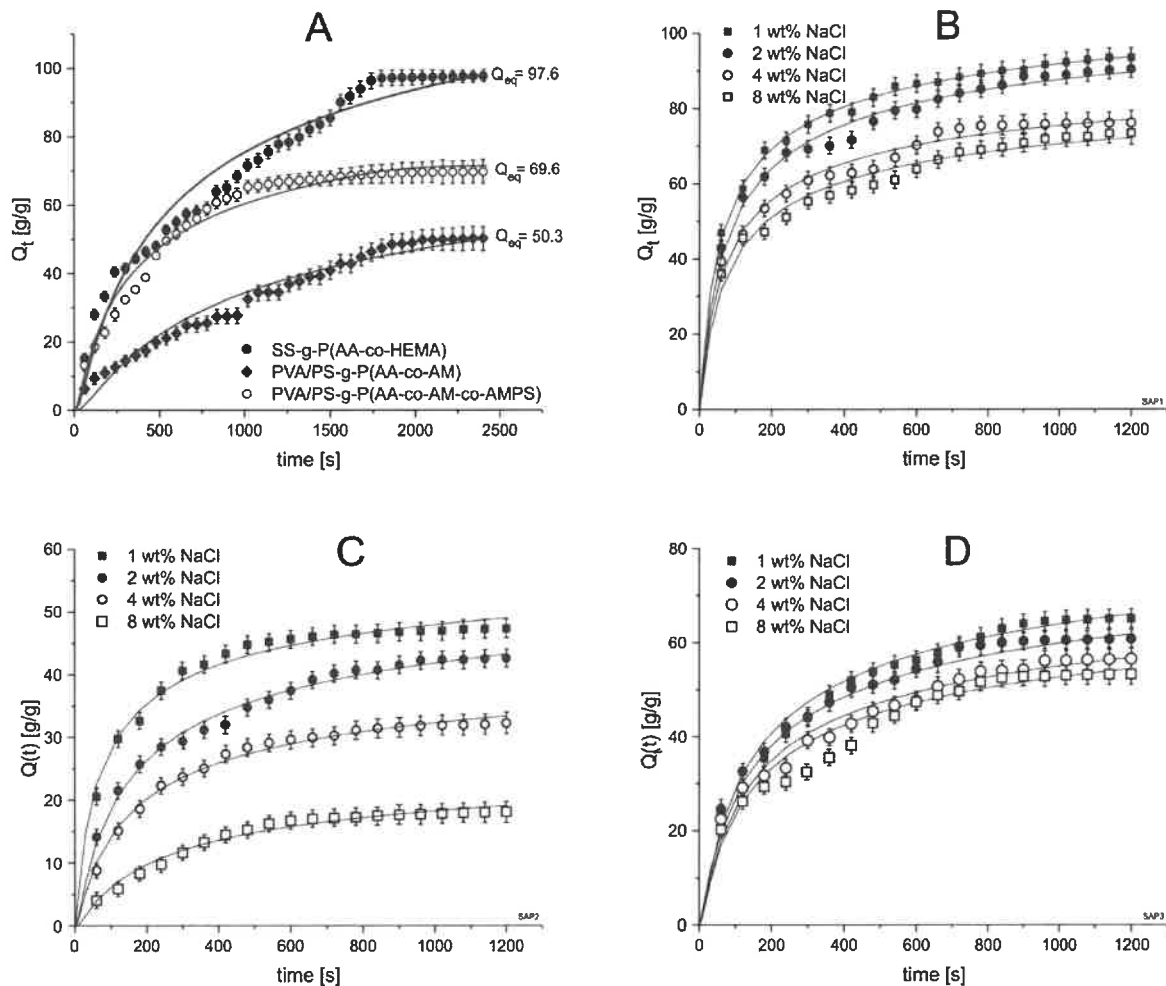 A
Q_eq = 97.6
Q_eq = 69.6
Q_eq = 50.3
SS-g-P(AA-co-HEMA)
PVA/PS-g-P(AA-co-AM)
PVA/PS-g-P(AA-co-AM-co-AMPS)
Q_t [g/g]
100
80
60
40
20
0
0 500 1000 1500 2000 2500
time [s]
B
1 wt% NaCl
2 wt% NaCl
4 wt% NaCl
8 wt% NaCl
Q_t [g/g]
100
80
60
40
20
0
0 200 400 600 800 1000 1200
SAP1
time [s]
C
1 wt% NaCl
2 wt% NaCl
4 wt% NaCl
8 wt% NaCl
Q(t) [g/g]
60
50
40
30
20
10
0
0 200 400 600 800 1000 1200
SAP2
time [s]
D
1 wt% NaCl
2 wt% NaCl
4 wt% NaCl
8 wt% NaCl
Q(t) [g/g]
80
60
40
20
0
0 200 400 600 800 1000 1200
SAP3
time [s]